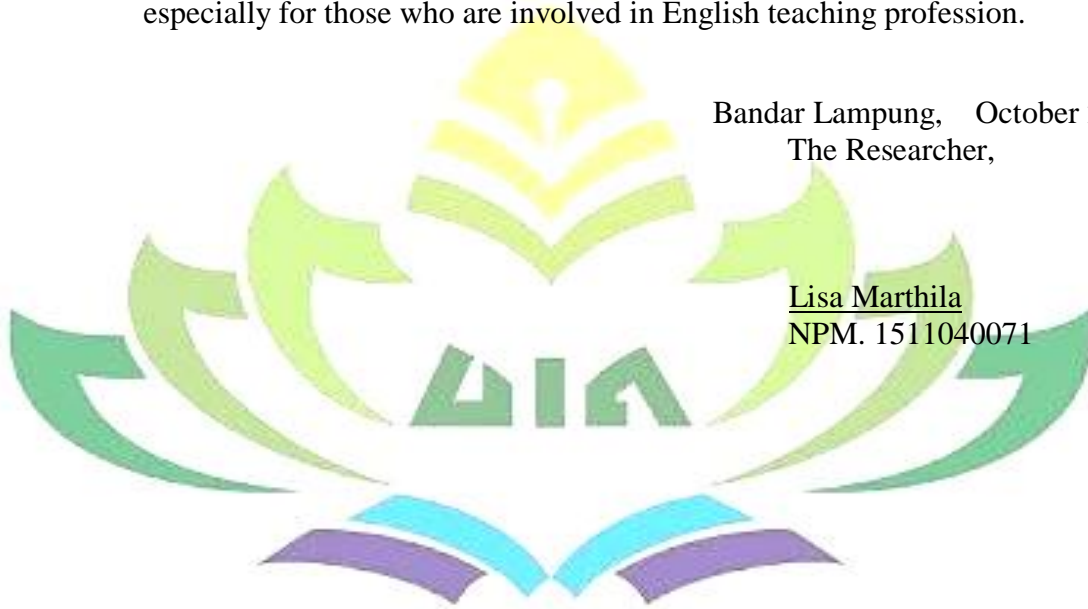 especially for those who are involved in English teaching profession.
Bandar Lampung, October
The Researcher,
Lisa Marthila
NPM. 1511040071
UIN